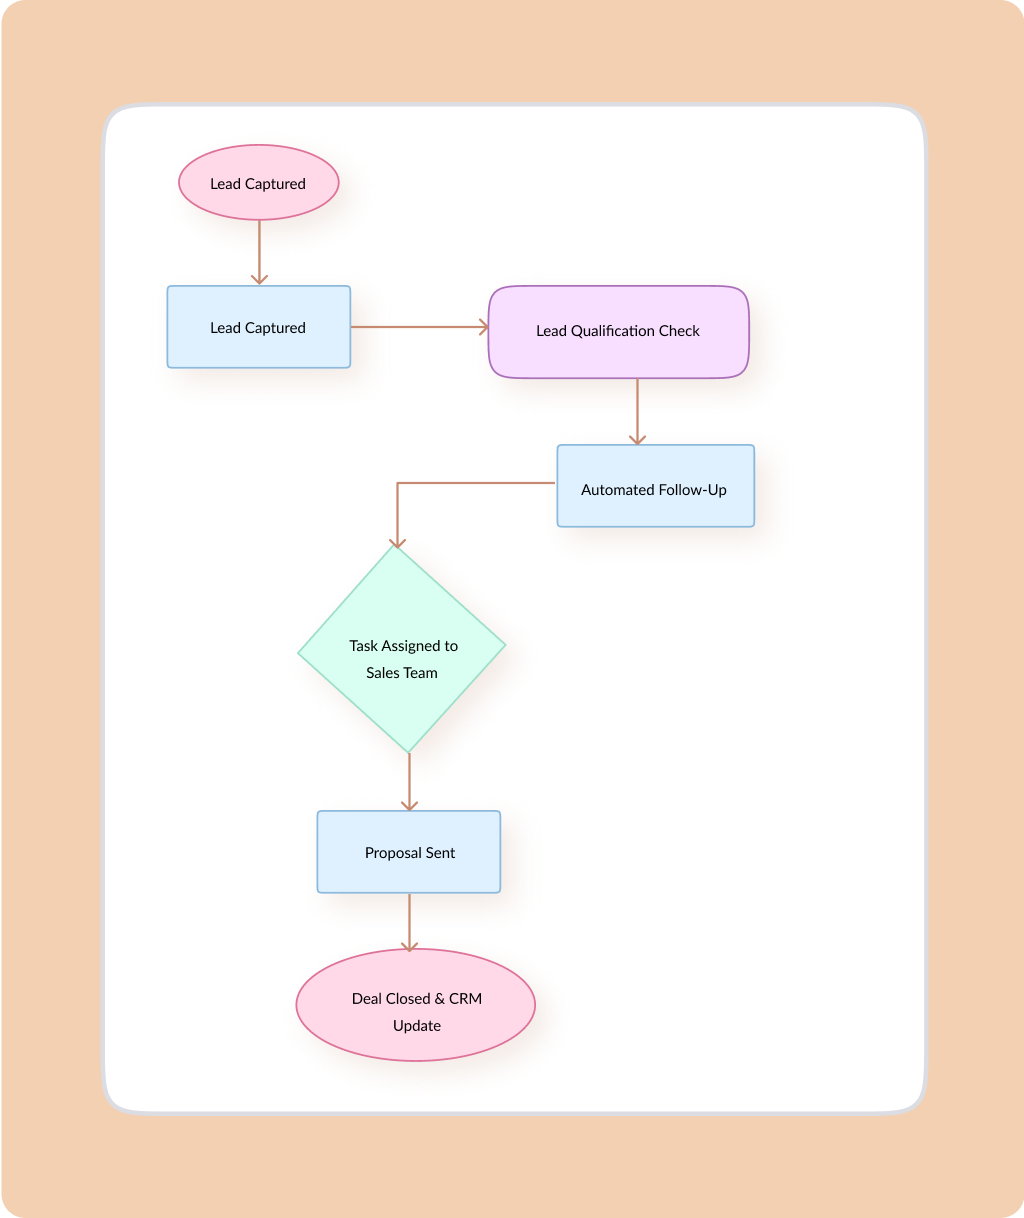 Lead Captured
Lead Captured
Lead Qualification Check
Automated Follow-Up
Task Assigned to
Sales Team
Proposal Sent
Deal Closed & CRM
Update